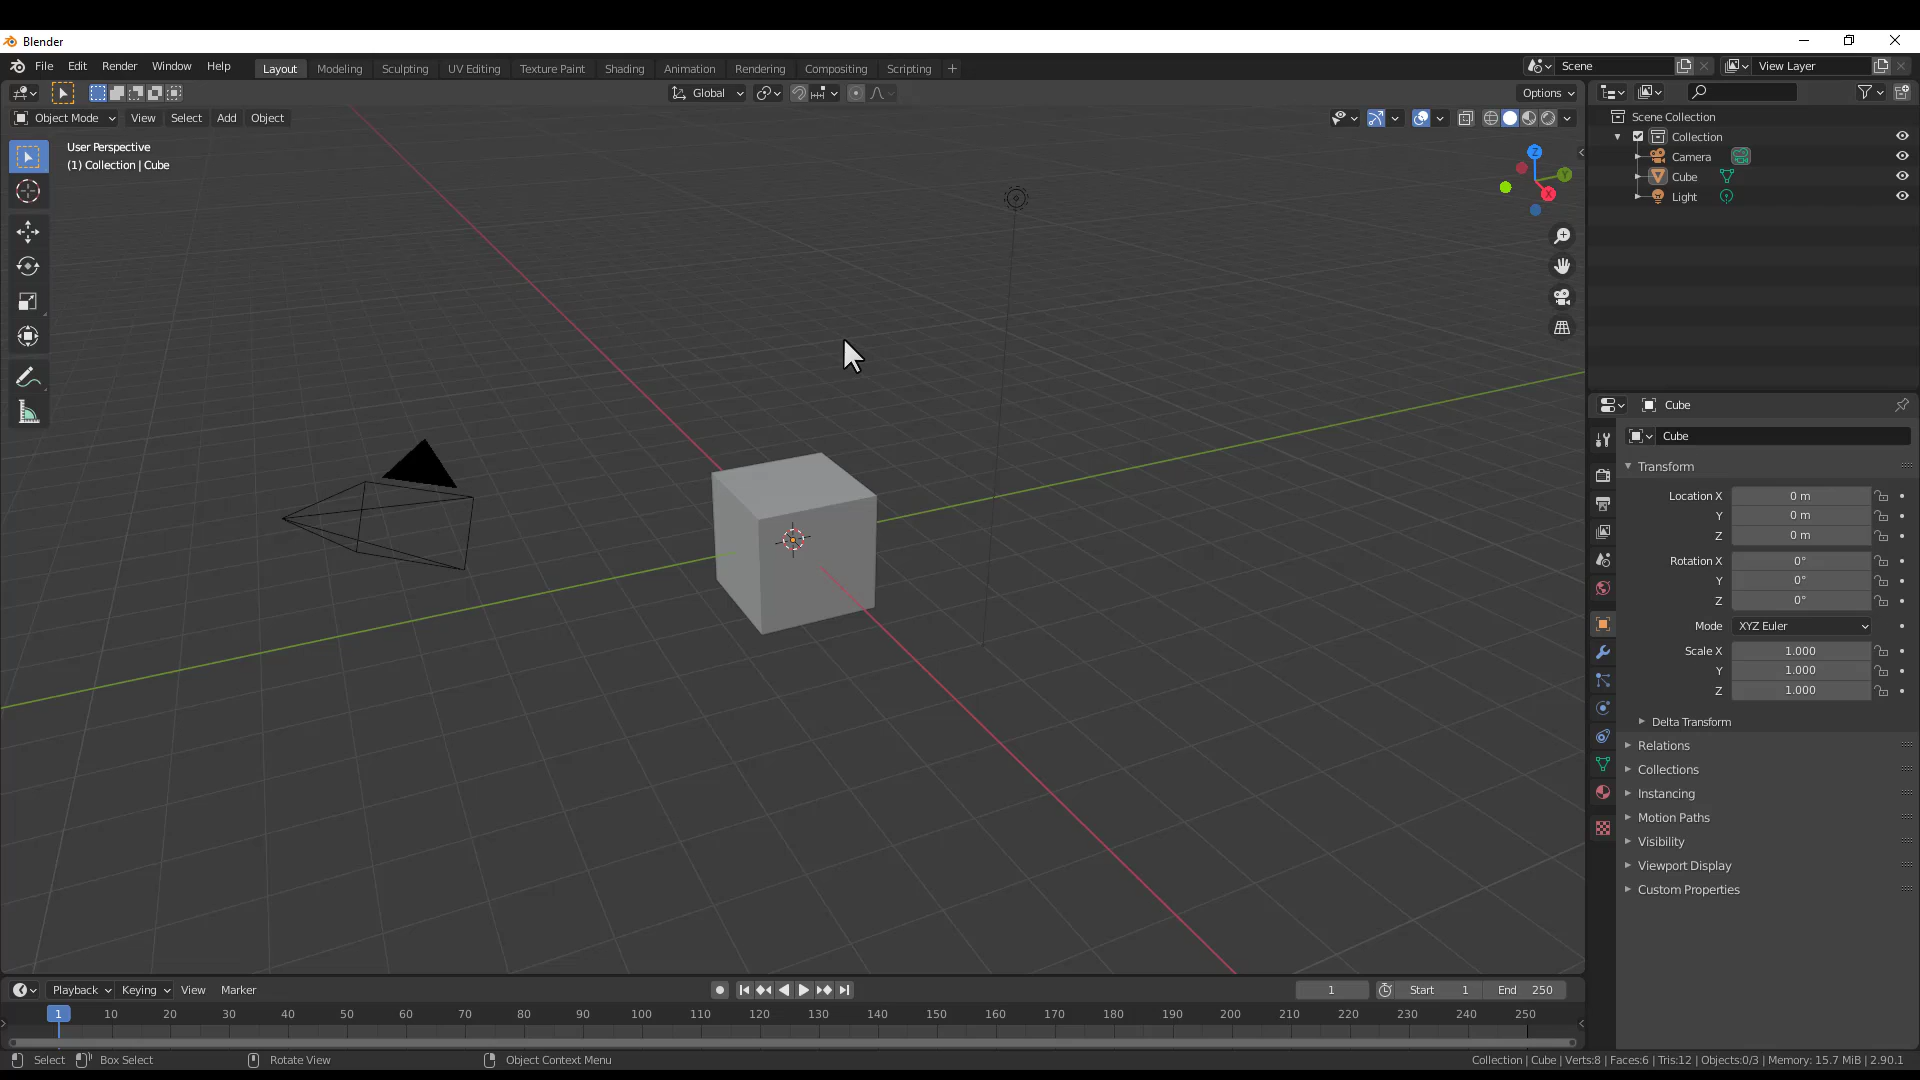 Blender
File Edit Render Window Help Layout Modeling Sculpting UV Editing Texture Paint Shading Animation Rendering Compositing Scripting + Scene View Layer
Global Options
Object Mode View Select Add Object
User Perspective
(1) Collection | Cube
Z
Y
X
Scene Collection
Collection
Camera
Cube
Light
Cube
Cube
Transform
Location X 0 m
Y 0 m
Z 0 m
Rotation X 0°
Y 0°
Z 0°
Mode XYZ Euler
Scale X 1.000
Y 1.000
Z 1.000
Delta Transform
Relations
Collections
Instancing
Motion Paths
Visibility
Viewport Display
Custom Properties
Playback Keying View Marker 1 Start 1 End 250
1 10 20 30 40 50 60 70 80 90 100 110 120 130 140 150 160 170 180 190 200 210 220 230 240 250
Select Box Select Rotate View Object Context Menu Collection | Cube | Verts:8 | Faces:6 | Tris:12 | Objects:0/3 | Memory: 15.7 MiB | 2.90.1